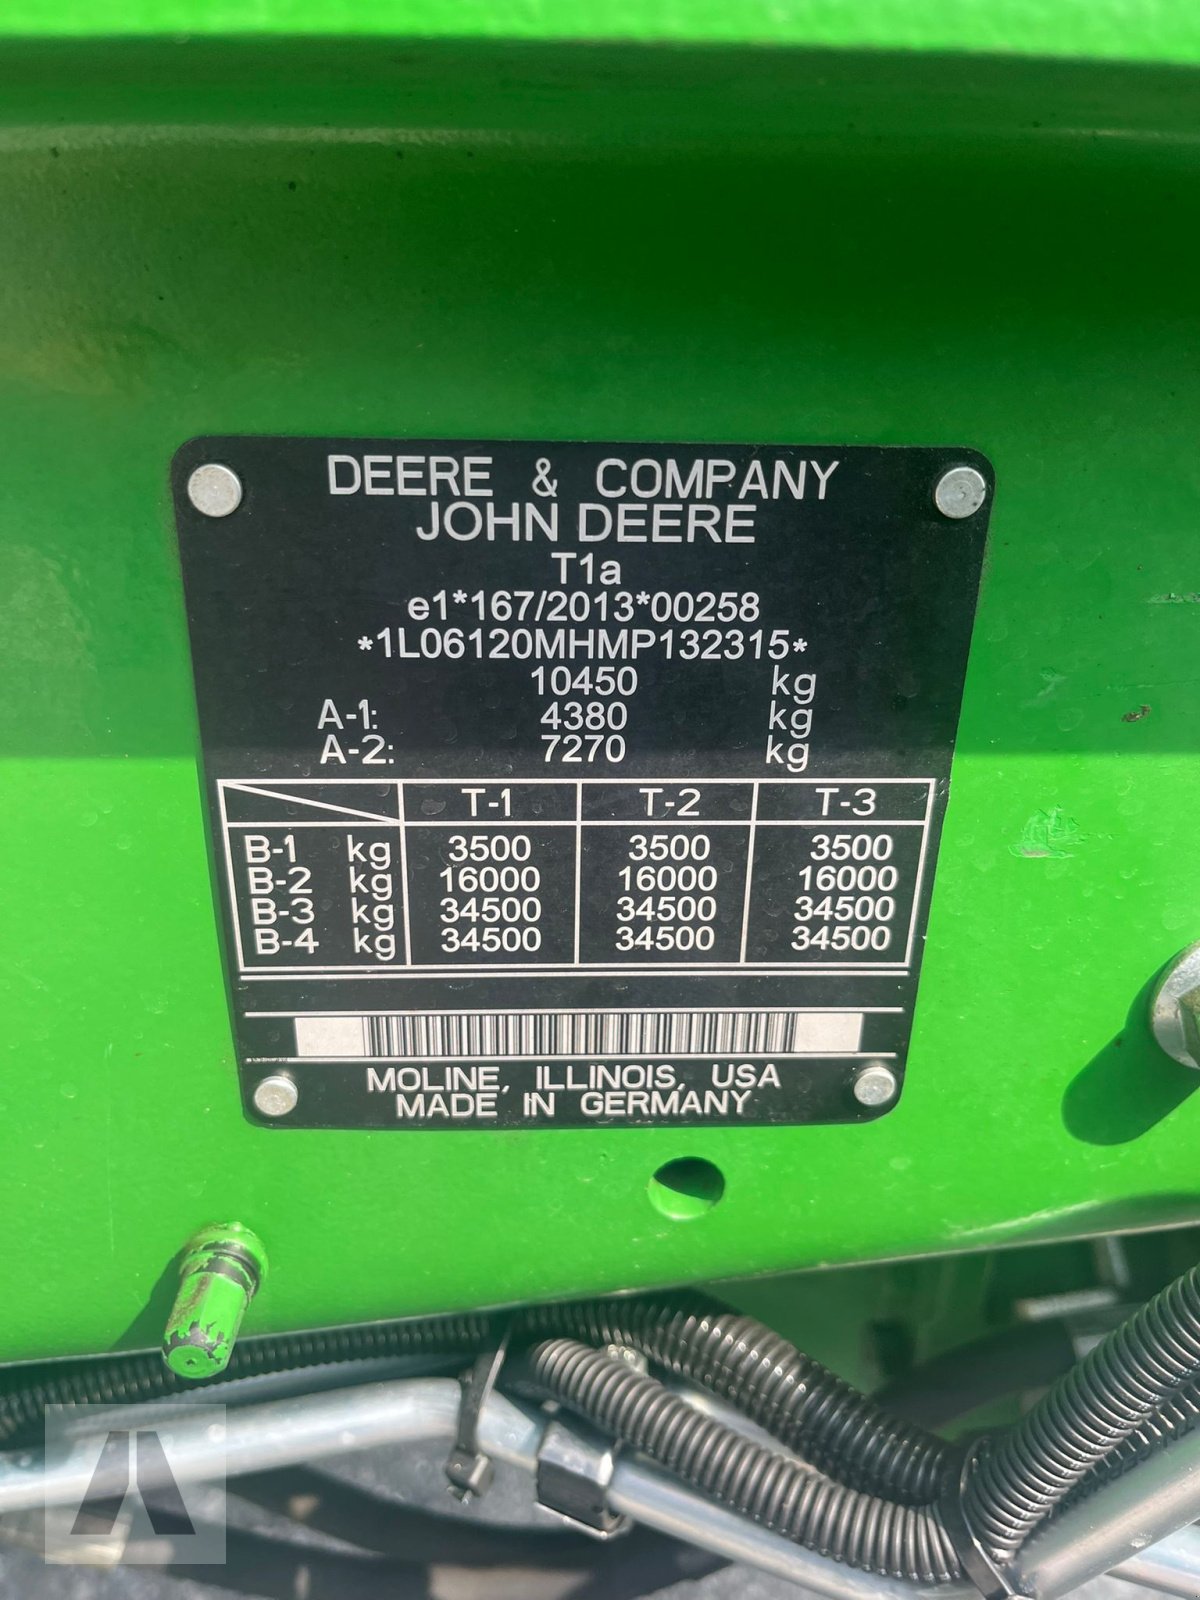 DEERE & COMPANY
JOHN DEERE
T1a
e1*167/2013*00258
*1L06120MHMP132315*
10450 kg
A-1: 4380 kg
A-2: 7270 kg
T-1 T-2 T-3
B-1 kg 3500 3500 3500
B-2 kg 16000 16000 16000
B-3 kg 34500 34500 34500
B-4 kg 34500 34500 34500
MOLINE, ILLINOIS, USA
MADE IN GERMANY